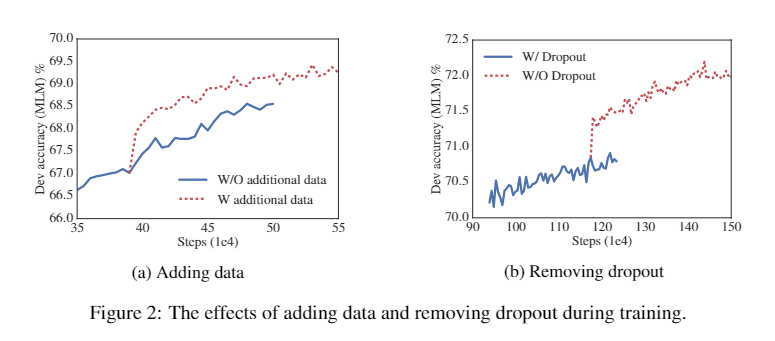 70.0
69.5
69.0
68.5
68.0
67.5
67.0
66.5
66.0
35
40
45
50
55
Dev accuracy (MLM) %
Steps (1e4)
W/O additional data
W additional data
(a) Adding data
72.5
72.0
71.5
71.0
70.5
70.0
90
100
110
120
130
140
150
Dev accuracy (MLM) %
Steps (1e4)
W/ Dropout
W/O Dropout
(b) Removing dropout
Figure 2: The effects of adding data and removing dropout during training.